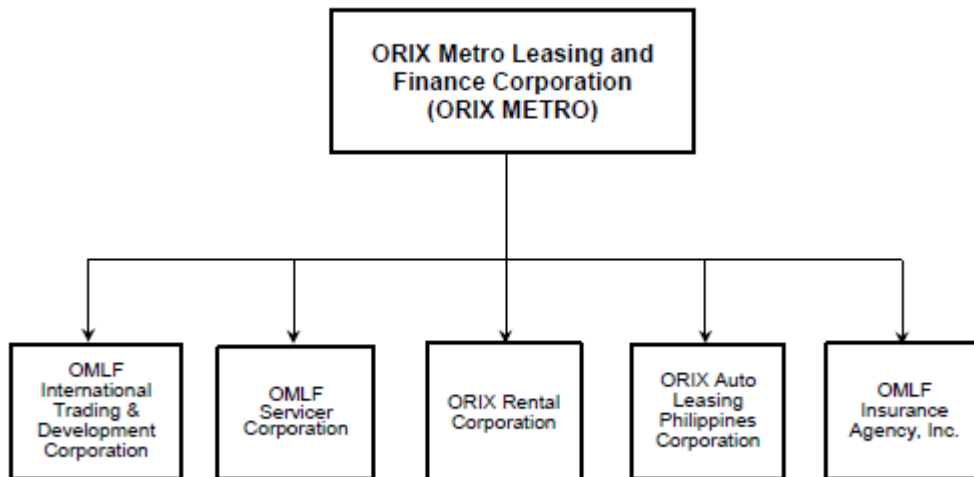 ORIX Metro Leasing and
Finance Corporation
(ORIX METRO)
OMLF
International
Trading &
Development
Corporation
OMLF
Servicer
Corporation
ORIX Rental
Corporation
ORIX Auto
Leasing
Philippines
Corporation
OMLF
Insurance
Agency, Inc.